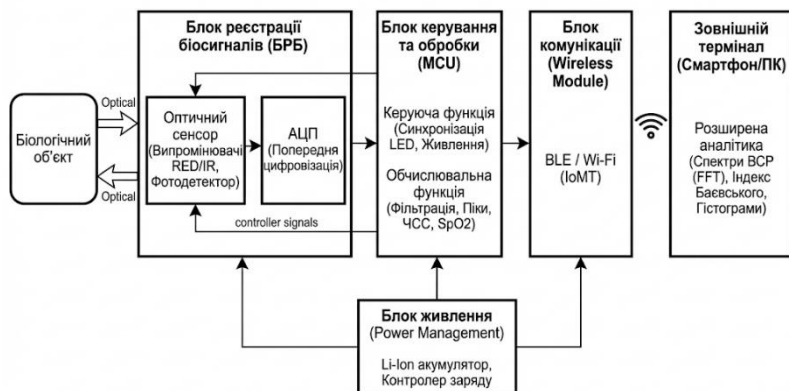 Блок реєстрації
біосигналів (БРБ)
Блок керування
та обробки
(MCU)
Блок
комунікації
(Wireless Module)
Зовнішній
термінал
(Смартфон/ПК)
Optical
Біологічний
об'єкт
Optical
Оптичний
сенсор
(Випромінювачі
RED/IR,
Фотодетектор)
АЦП
(Попередня
цифровізація)
controller signals
Керуюча функція
(Синхронізація
LED, Живлення)
Обчислювальна
функція
(Фільтрація, Піки,
ЧСС, SpO2)
BLE / Wi-Fi
(IoMT)
Розширена
аналітика
(Спектри ВСР
(FFT), Індекс
Баєвського,
Гістограми)
Блок живлення
(Power Management)
Li-Ion акумулятор,
Контролер заряду